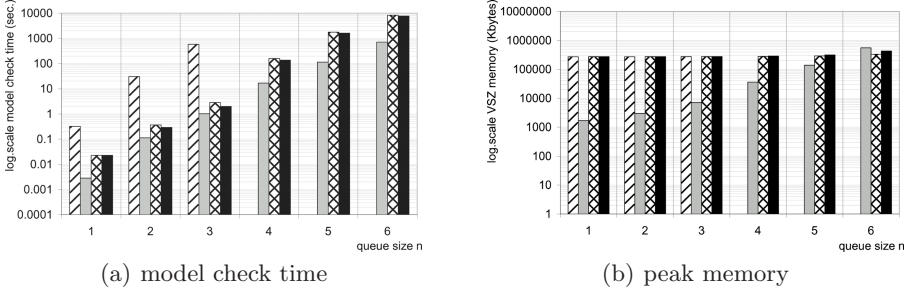 log.scale model check time (sec.)
10000
1000
100
10
1
0.1
0.01
0.001
0.0001
1 2 3 4 5 6
queue size n
(a) model check time
log.scale VSZ memory (Kbytes)
10000000
1000000
100000
10000
1000
100
10
1
1 2 3 4 5 6
queue size n
(b) peak memory